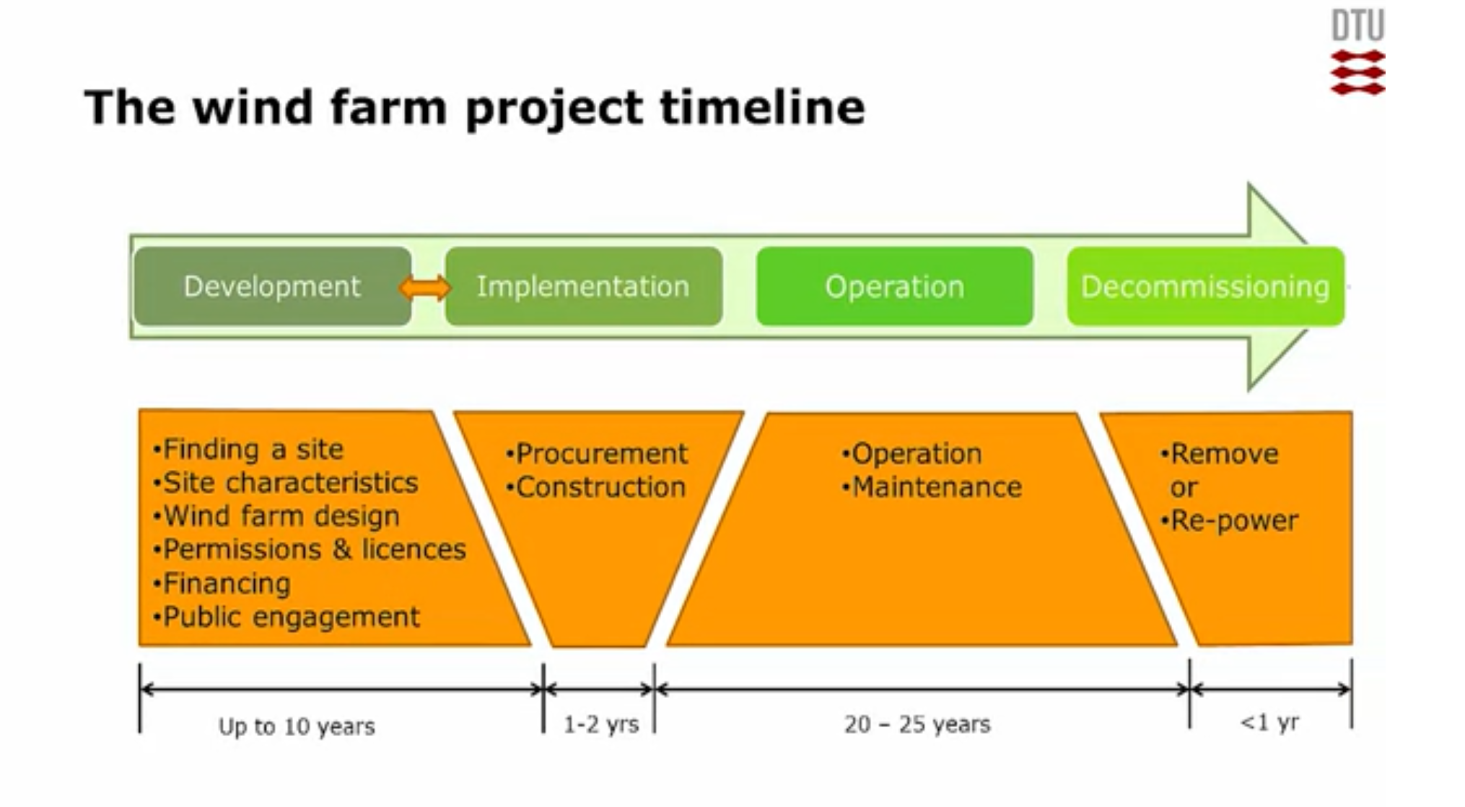 DTU
The wind farm project timeline
Development
Implementation
Operation
Decommissioning
•Finding a site
•Site characteristics
•Wind farm design
•Permissions & licences
•Financing
•Public engagement
•Procurement
•Construction
•Operation
•Maintenance
•Remove
or
•Re-power
Up to 10 years
1-2 yrs
20 – 25 years
<1 yr